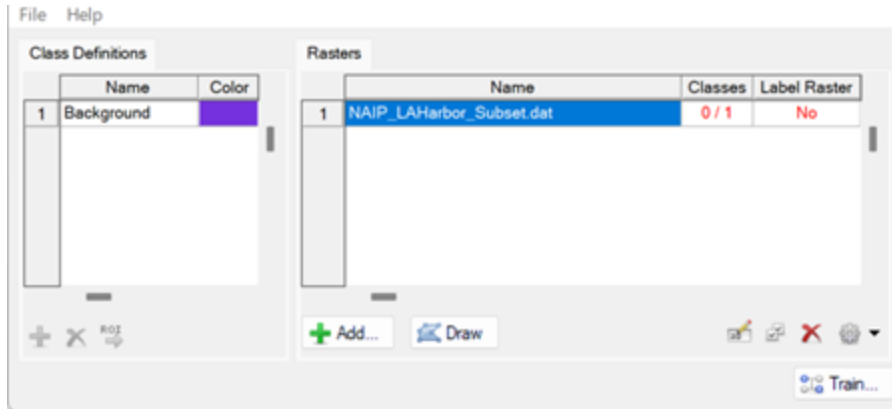 File Help
Class Definitions
Name Color
1 Background
ROI
Rasters
Name Classes Label Raster
1 NAIP_LAHarbor_Subset.dat 0 / 1 No
Add... Draw
Train...